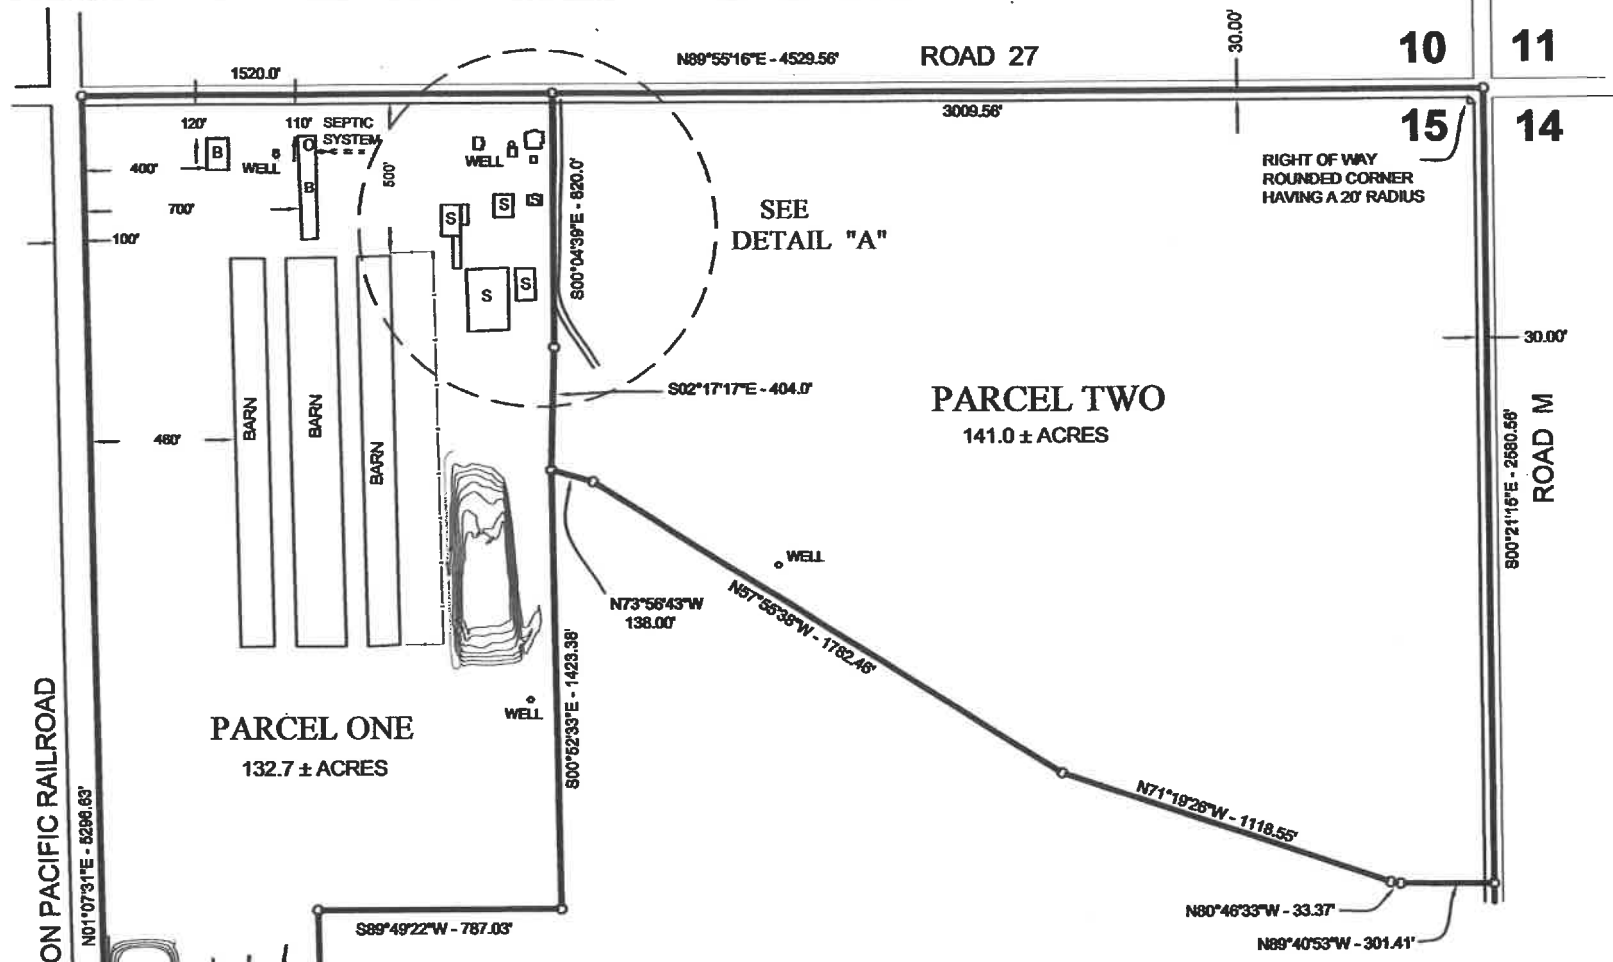 N89°55'16"E - 4529.56'
ROAD 27
30.00'
10
11
1520.0'
3009.56'
15
14
120'
110'
SEPTIC
SYSTEM
B
O
WELL
B
WELL
400'
700'
100'
500'
S
S
S
S
S
S00°04'39"E - 820.0'
SEE
DETAIL "A"
RIGHT OF WAY
ROUNDED CORNER
HAVING A 20' RADIUS
30.00'
S02°17'17"E - 404.0'
PARCEL TWO
141.0 ± ACRES
ROAD M
S00°21'15"E - 2580.56'
460'
BARN
BARN
BARN
WELL
N73°56'43"W
138.00'
N57°55'38"W - 1762.46'
S00°52'33"E - 1423.38'
WELL
PARCEL ONE
132.7 ± ACRES
ON PACIFIC RAILROAD
N01°07'31"E - 5296.63'
N71°19'26"W - 1118.55'
S89°49'22"W - 787.03'
N80°46'33"W - 33.37'
N89°40'53"W - 301.41'